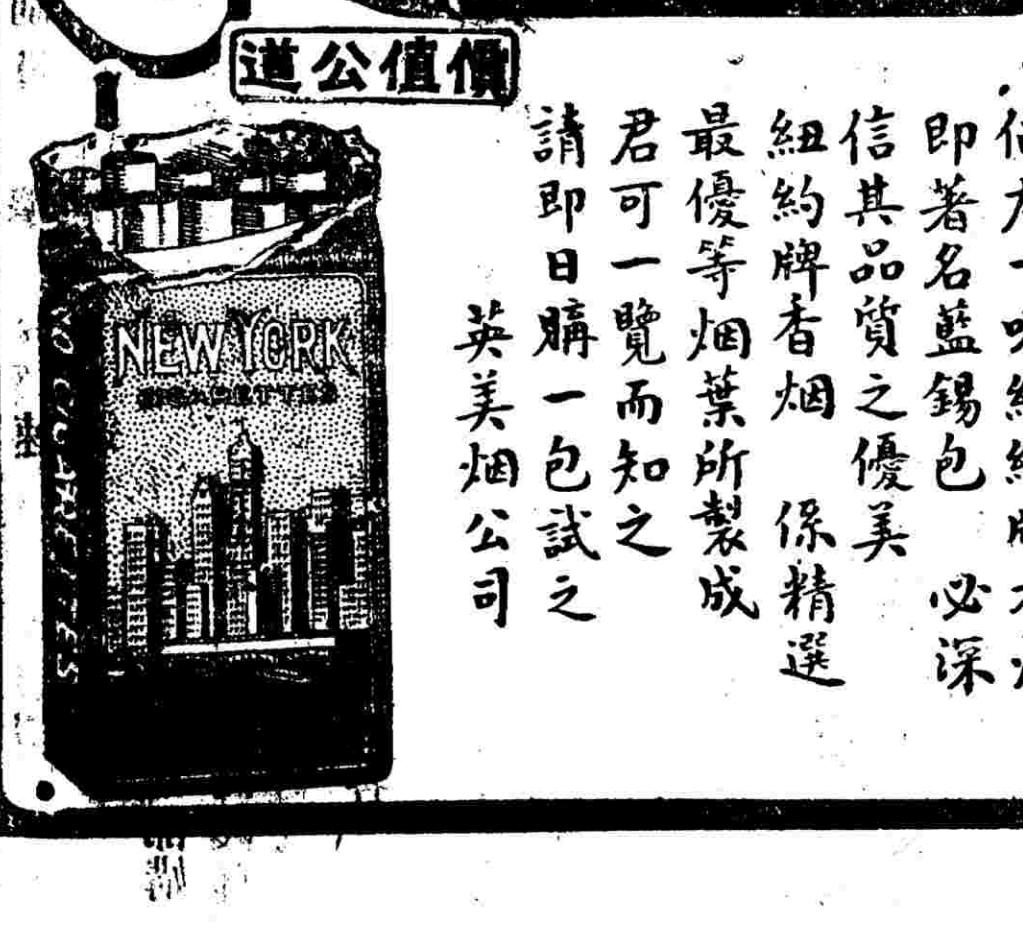 價值公道
即著名藍錫包 必深
信其品質之優美
紐約牌香烟 係精選
最優等烟葉所製成
君可一覽而知之
請即日購一包試之
英美烟公司
NEW YORK
CIGARETTES
CIGARETTES